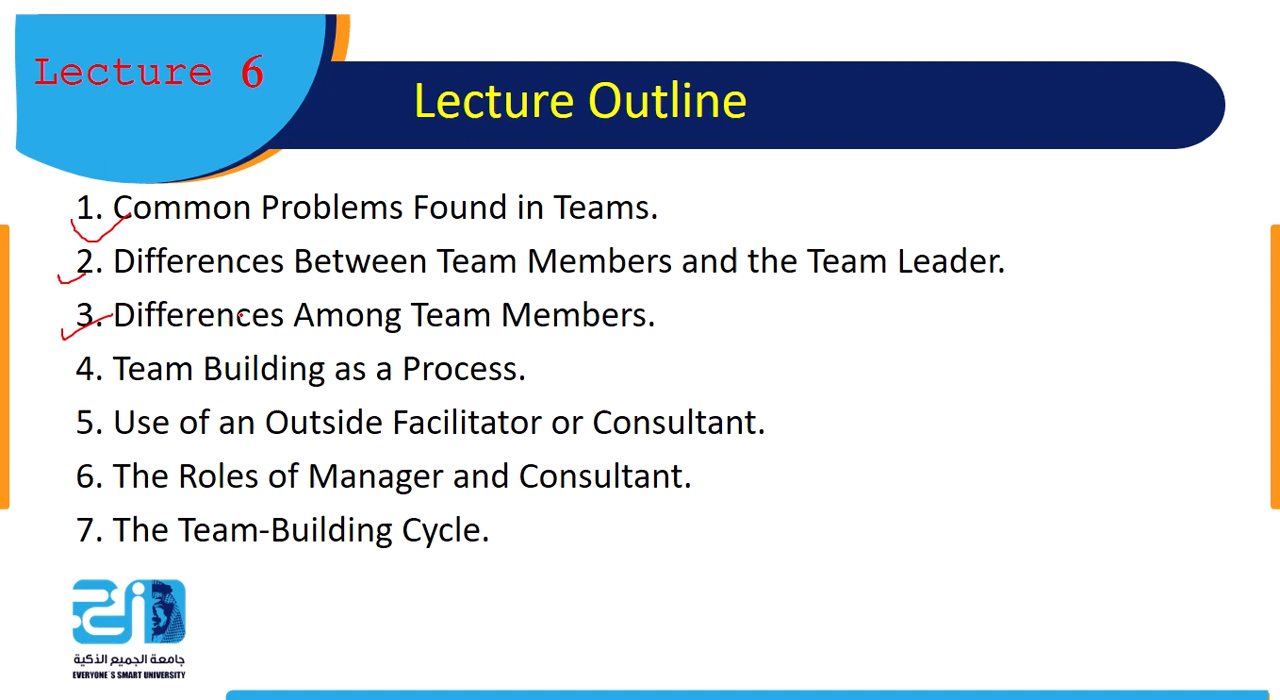 Lecture 6
Lecture Outline
1. Common Problems Found in Teams.
2. Differences Between Team Members and the Team Leader.
3. Differences Among Team Members.
4. Team Building as a Process.
5. Use of an Outside Facilitator or Consultant.
6. The Roles of Manager and Consultant.
7. The Team-Building Cycle.
جامعة الجميع الذكية
EVERYONE`S SMART UNIVERSITY